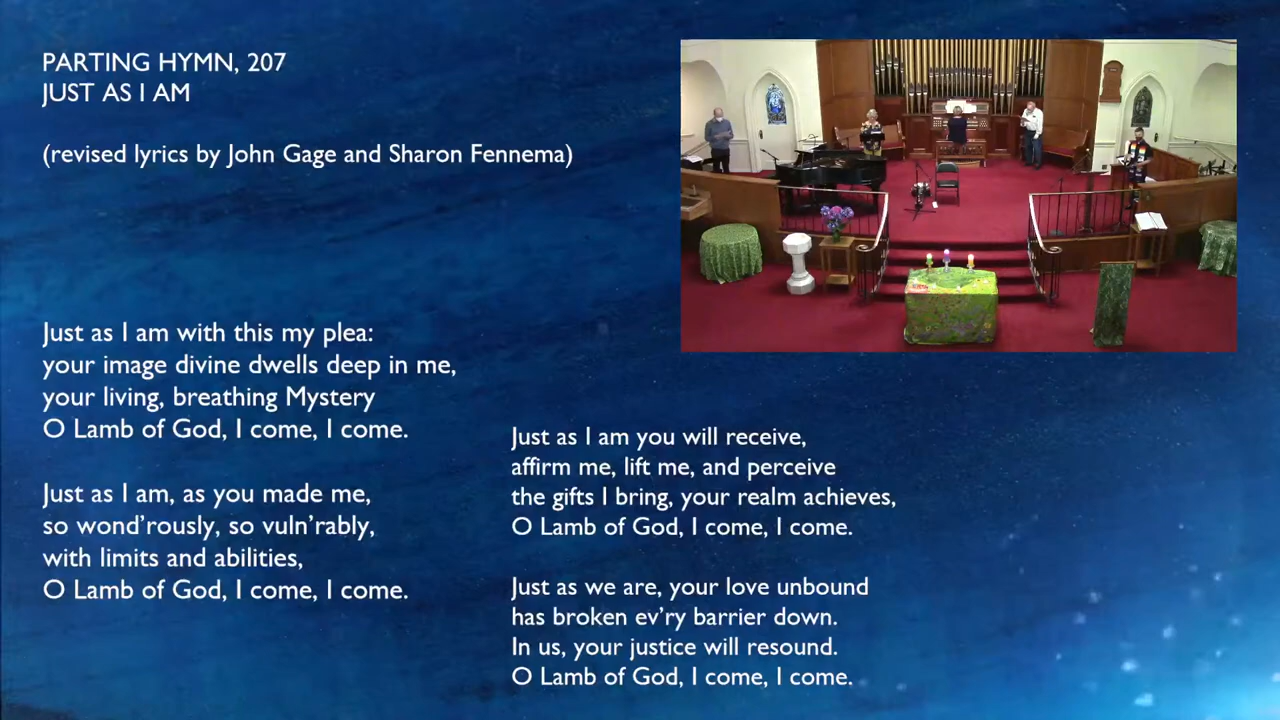 PARTING HYMN, 207
JUST AS I AM
(revised lyrics by John Gage and Sharon Fennema)
Just as I am with this my plea:
your image divine dwells deep in me,
your living, breathing Mystery
O Lamb of God, I come, I come.
Just as I am, as you made me,
so wond’rously, so vuln’rably,
with limits and abilities,
O Lamb of God, I come, I come.
Just as I am you will receive,
affirm me, lift me, and perceive
the gifts I bring, your realm achieves,
O Lamb of God, I come, I come.
Just as we are, your love unbound
has broken ev’ry barrier down.
In us, your justice will resound.
O Lamb of God, I come, I come.